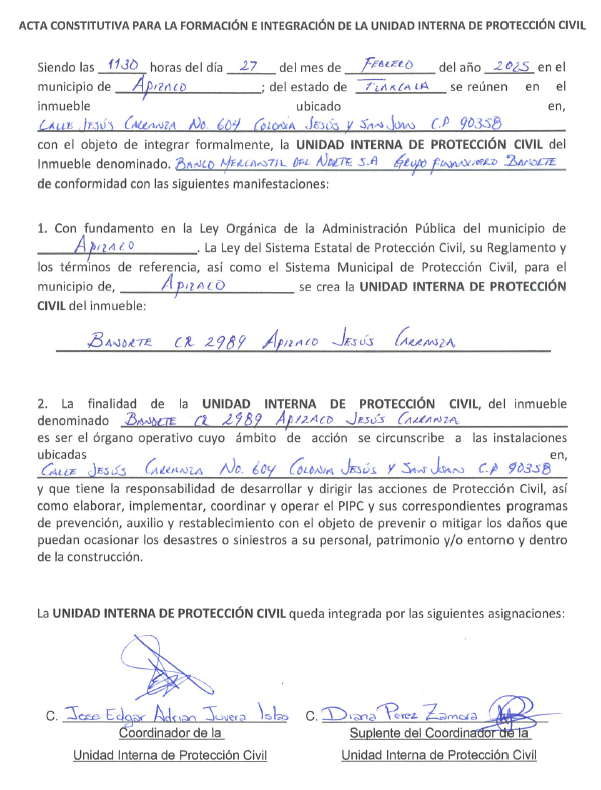 ACTA CONSTITUTIVA PARA LA FORMACIÓN E INTEGRACIÓN DE LA UNIDAD INTERNA DE PROTECCIÓN CIVIL
Siendo las 1130 horas del día 27 del mes de FEBRERO del año 2025 en el
municipio de APIZACO ; del estado de TLAXCALA se reúnen en el
inmueble ubicado en,
CALLE JESÚS CARRANZA NO. 604 COLONIA JESÚS Y SAN JUAN C.P 90358
con el objeto de integrar formalmente, la UNIDAD INTERNA DE PROTECCIÓN CIVIL del
Inmueble denominado. BANCO MERCANTIL DEL NORTE S.A GRUPO FINANXIERO BANORTE
de conformidad con las siguientes manifestaciones:
1. Con fundamento en la Ley Orgánica de la Administración Pública del municipio de
APIZACO . La Ley del Sistema Estatal de Protección Civil, su Reglamento y
los términos de referencia, así como el Sistema Municipal de Protección Civil, para el
municipio de, APIZACO se crea la UNIDAD INTERNA DE PROTECCIÓN
CIVIL del inmueble:
BANORTE CR 2989 APIZACO JESÚS CARRANZA
2. La finalidad de la UNIDAD INTERNA DE PROTECCIÓN CIVIL, del inmueble
denominado BANORTE CR 2989 APIZACO JESÚS CARRANZA
es ser el órgano operativo cuyo ámbito de acción se circunscribe a las instalaciones
ubicadas en,
CALLE JESÚS CARRANZA NO. 604 COLONIA JESÚS Y SAN JUAN C.P 90358
y que tiene la responsabilidad de desarrollar y dirigir las acciones de Protección Civil, así
como elaborar, implementar, coordinar y operar el PIPC y sus correspondientes programas
de prevención, auxilio y restablecimiento con el objeto de prevenir o mitigar los daños que
puedan ocasionar los desastres o siniestros a su personal, patrimonio y/o entorno y dentro
de la construcción.
La UNIDAD INTERNA DE PROTECCIÓN CIVIL queda integrada por las siguientes asignaciones:
C. Jose Edgar Adrian Juvera Islas C. Diana Perez Zamora
Coordinador de la Suplente del Coordinador de la
Unidad Interna de Protección Civil Unidad Interna de Protección Civil